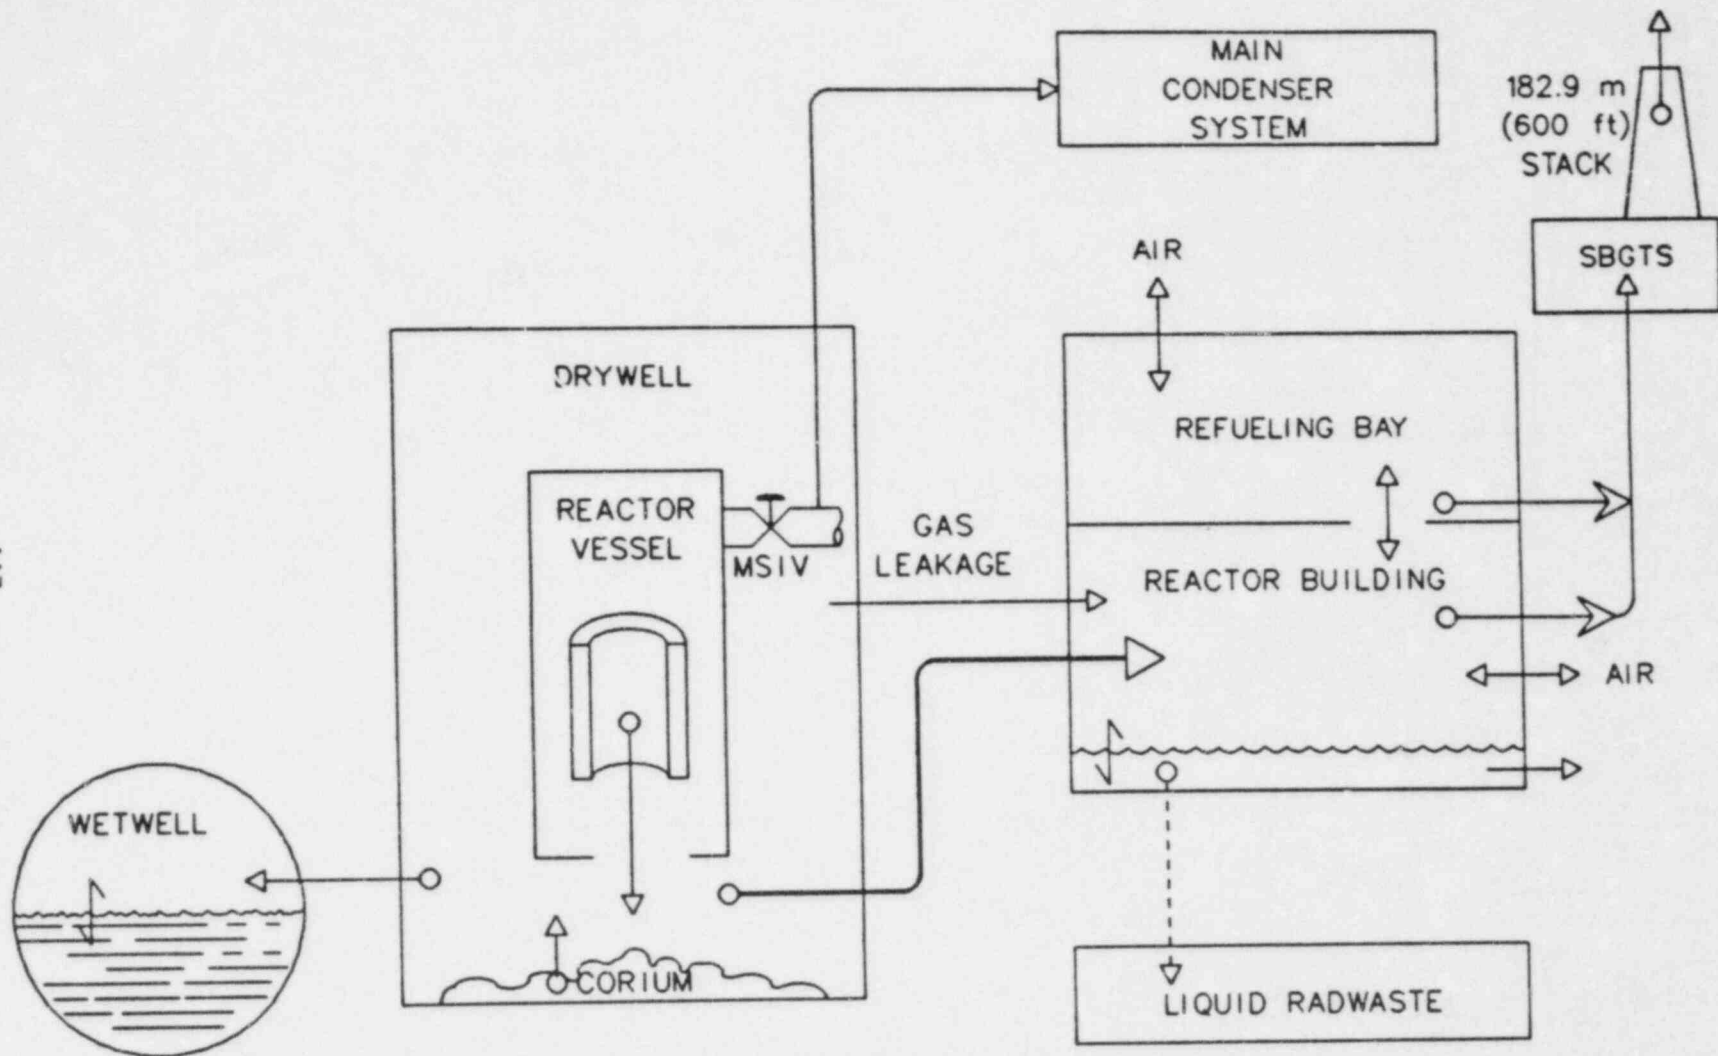 MAIN
CONDENSER
SYSTEM
182.9 m
(600 ft)
STACK
SBGTS
AIR
DRYWELL
REFUELING BAY
REACTOR
VESSEL
MSIV
GAS
LEAKAGE
REACTOR BUILDING
AIR
WETWELL
CORIUM
LIQUID RADWASTE